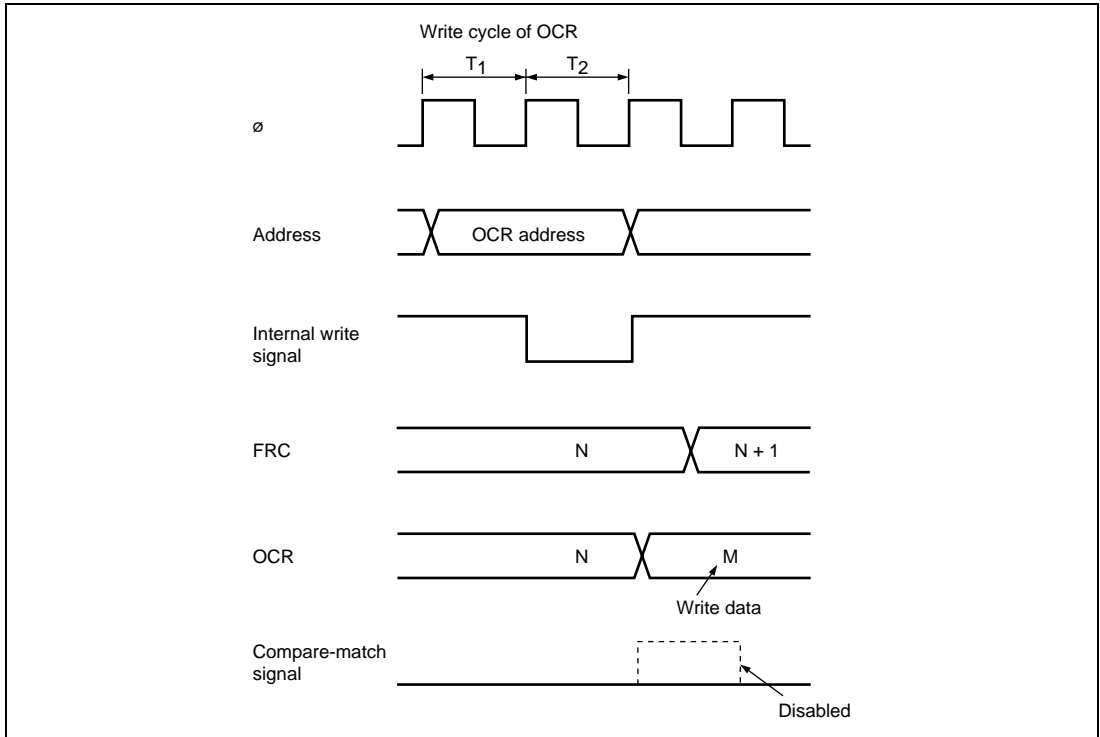 Write cycle of OCR
T1 T2
ø
Address
OCR address
Internal write
signal
FRC
N
N + 1
OCR
N
M
Write data
Compare-match
signal
Disabled